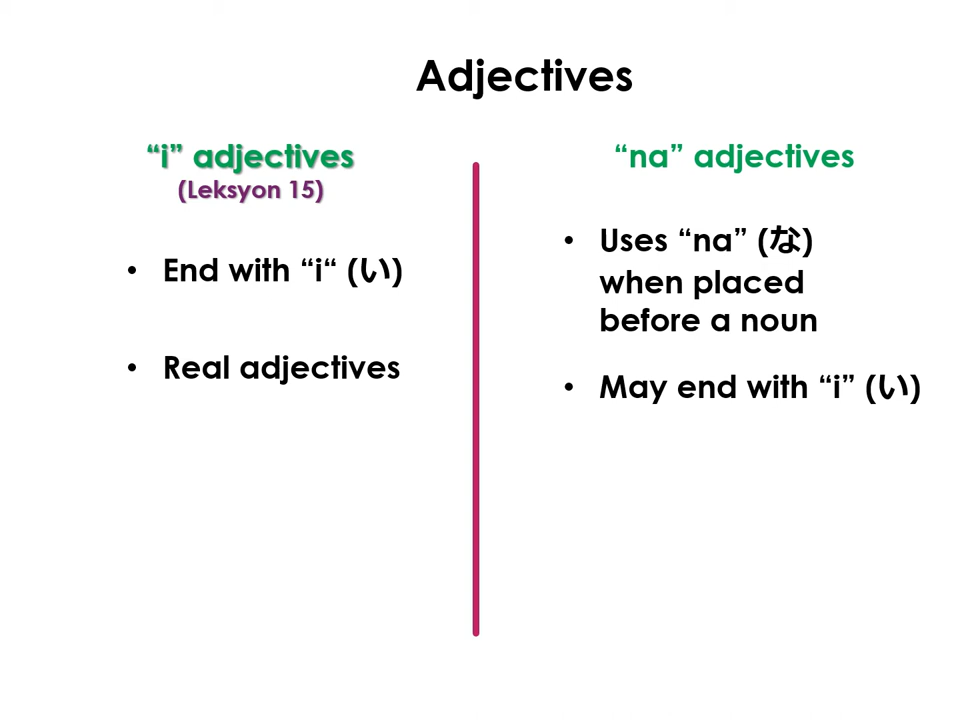 Adjectives
“i” adjectives
(Leksyon 15)
• End with “i“ (い)
• Real adjectives
“na” adjectives
• Uses “na” (な)
when placed
before a noun
• May end with “i” (い)